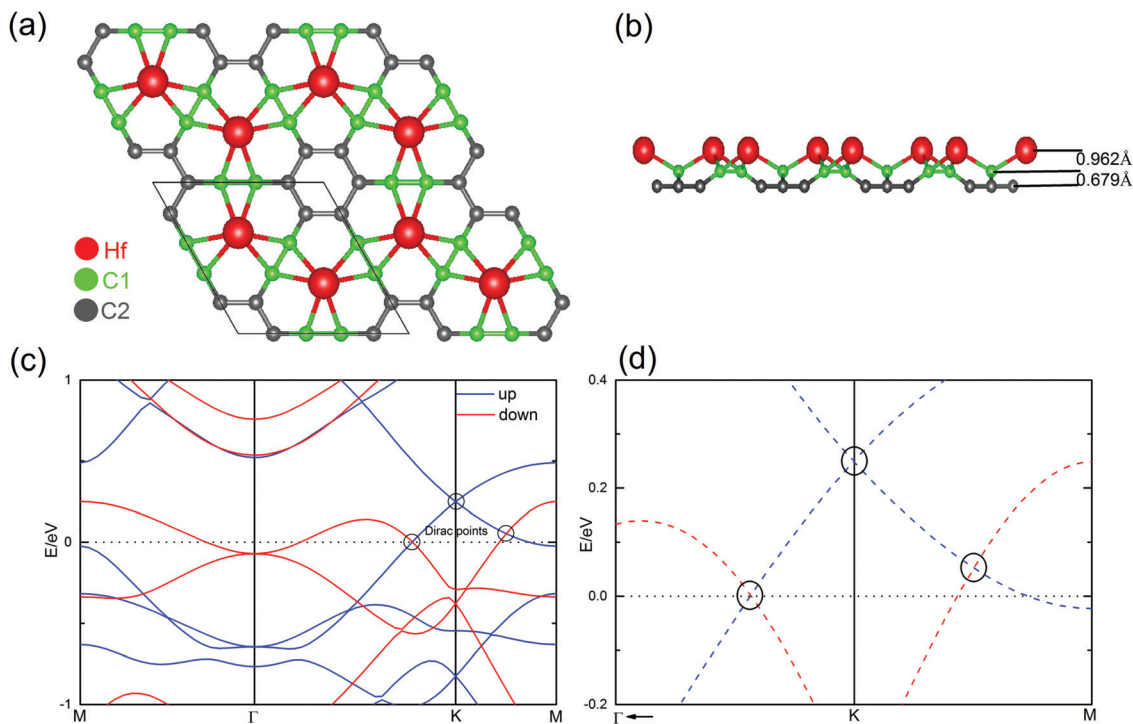 (a)
(b)
Hf
C1
C2
0.962Å
0.679Å
(c)
(d)
E/eV
1
0
-1
up
down
Dirac points
M
Γ
K
M
E/eV
0.4
0.2
0.0
-0.2
Γ
K
M